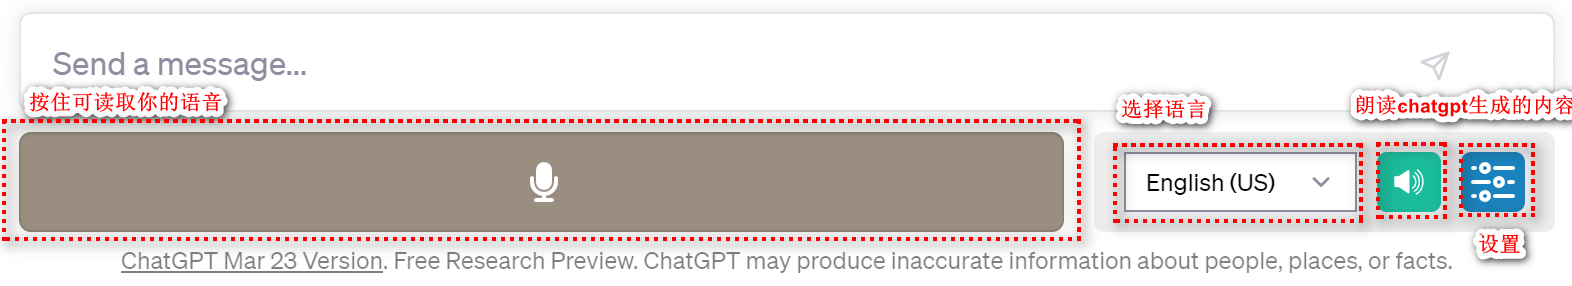 Send a message...
按住可读取你的语音
选择语言
朗读chatgpt生成的内容
English (US)
设置
ChatGPT Mar 23 Version. Free Research Preview. ChatGPT may produce inaccurate information about people, places, or facts.